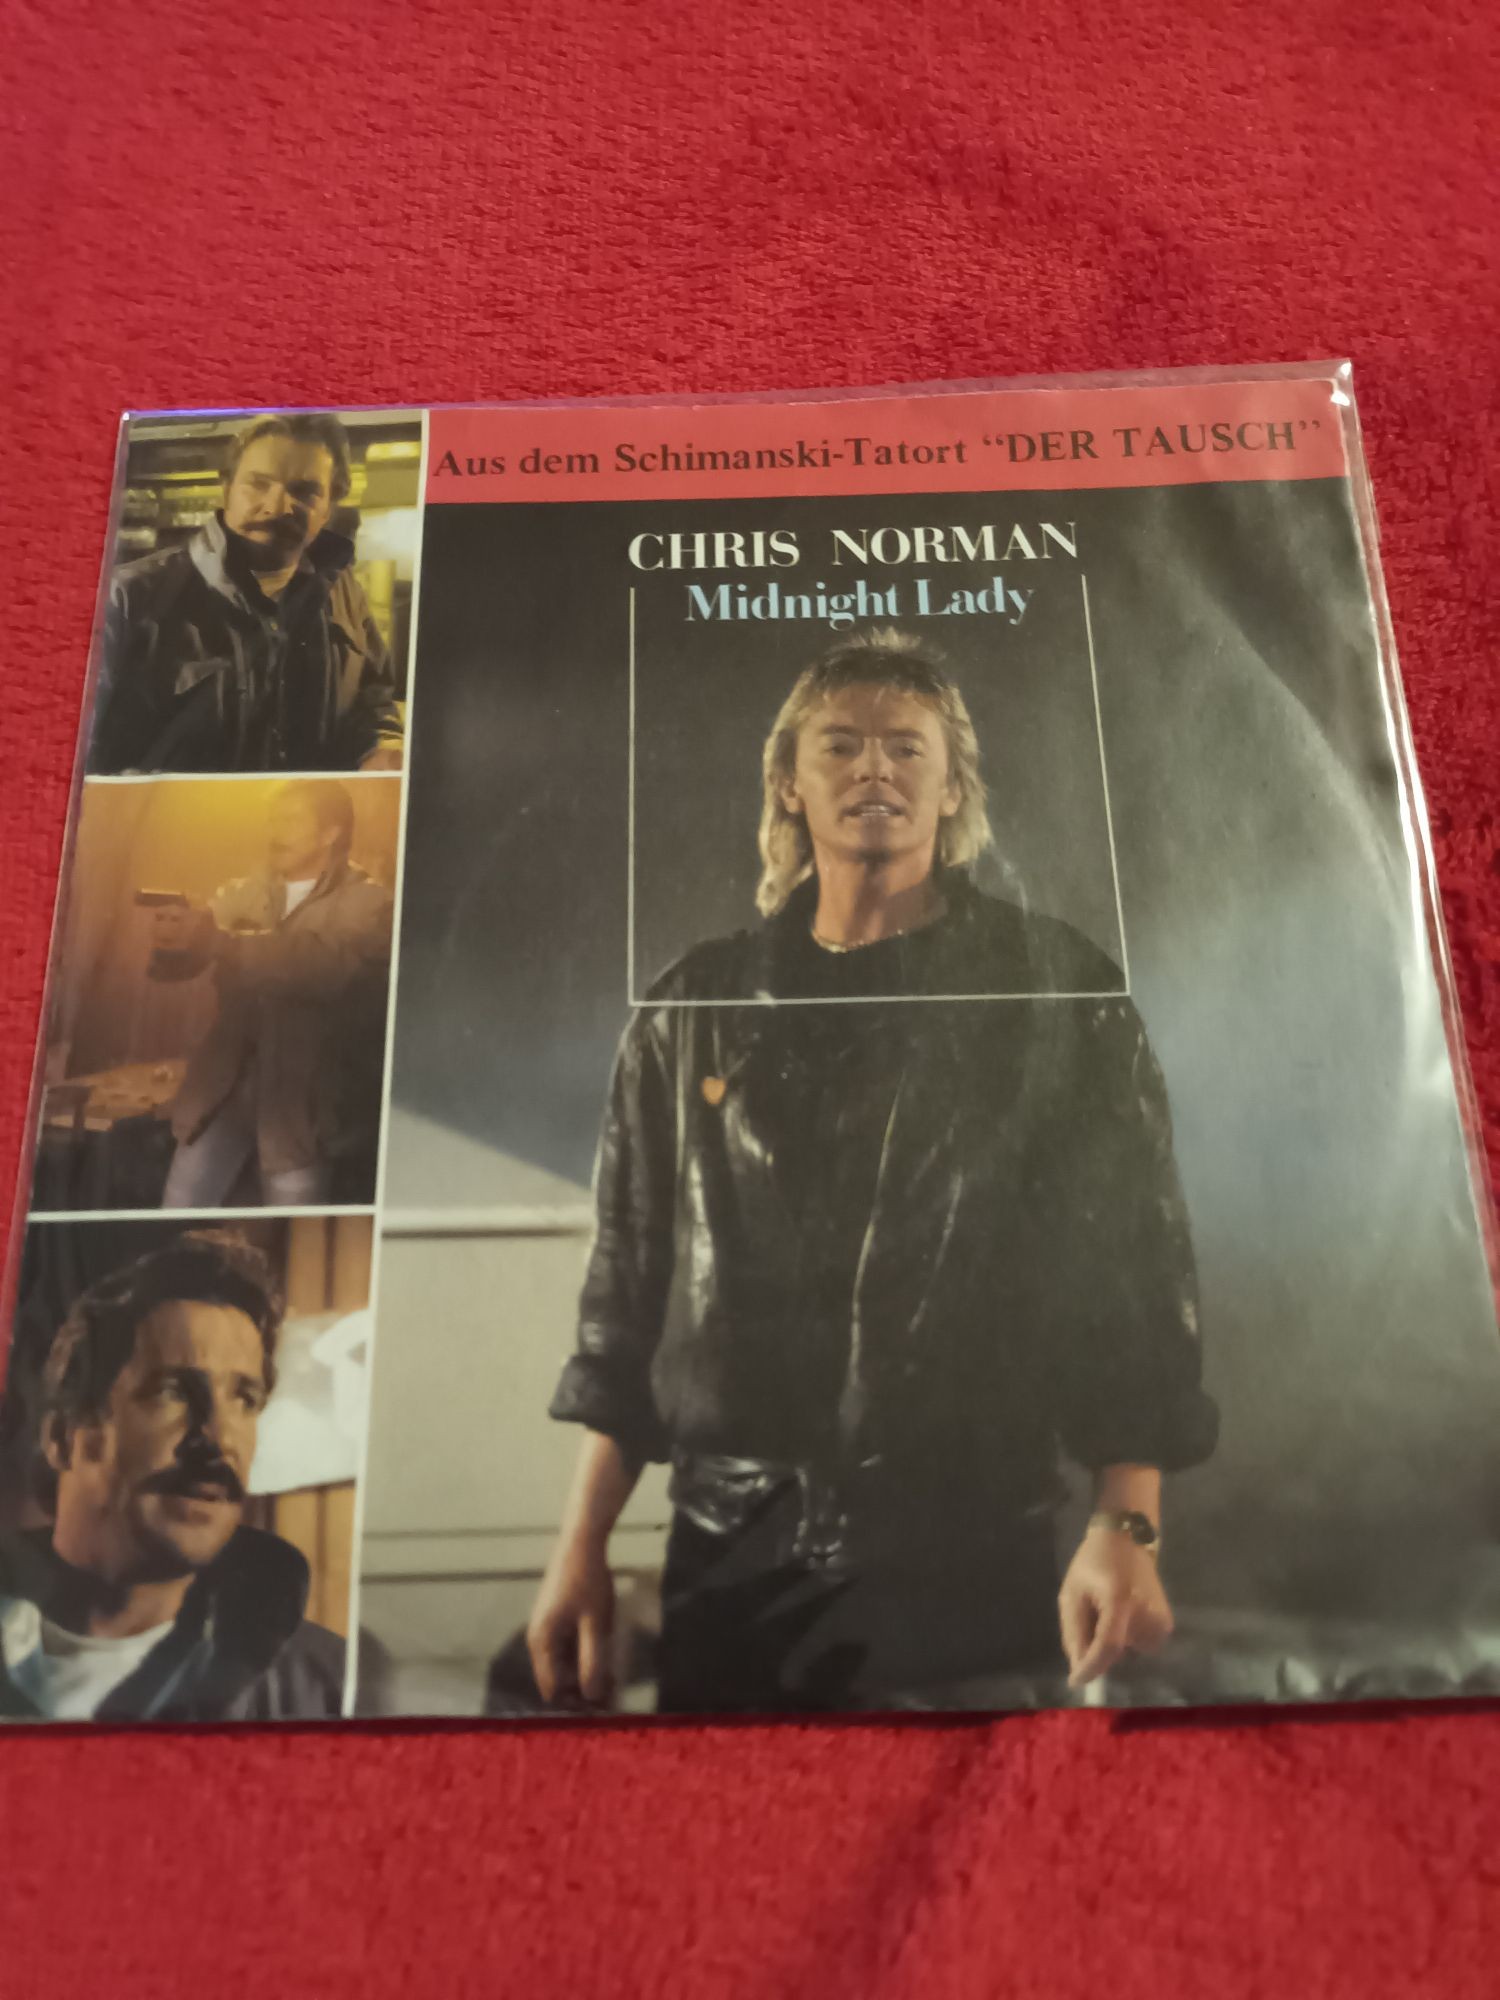 Aus dem Schimanski-Tatort “DER TAUSCH”
CHRIS NORMAN
Midnight Lady